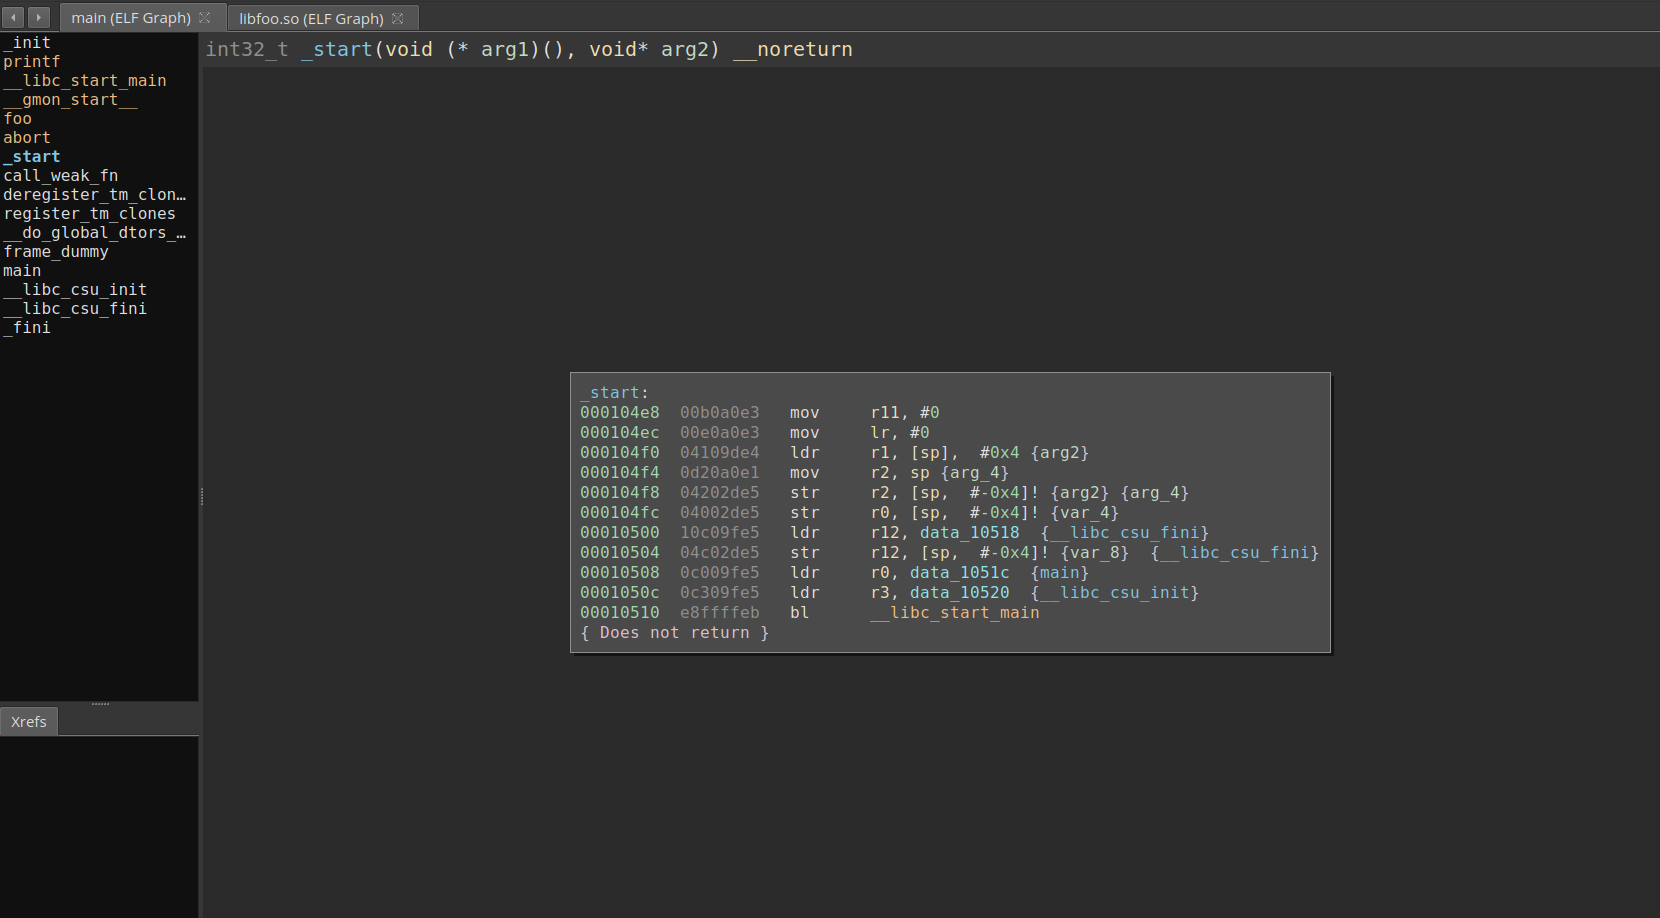 main (ELF Graph) libfoo.so (ELF Graph)
_init
printf
__libc_start_main
__gmon_start__
foo
abort
_start
call_weak_fn
deregister_tm_clon…
register_tm_clones
__do_global_dtors_…
frame_dummy
main
__libc_csu_init
__libc_csu_fini
_fini
Xrefs
int32_t _start(void (* arg1)(), void* arg2) __noreturn
_start:
000104e8 00b0a0e3 mov r11, #0
000104ec 00e0a0e3 mov lr, #0
000104f0 04109de4 ldr r1, [sp], #0x4 {arg2}
000104f4 0d20a0e1 mov r2, sp {arg_4}
000104f8 04202de5 str r2, [sp, #-0x4]! {arg2} {arg_4}
000104fc 04002de5 str r0, [sp, #-0x4]! {var_4}
00010500 10c09fe5 ldr r12, data_10518 {__libc_csu_fini}
00010504 04c02de5 str r12, [sp, #-0x4]! {var_8} {__libc_csu_fini}
00010508 0c009fe5 ldr r0, data_1051c {main}
0001050c 0c309fe5 ldr r3, data_10520 {__libc_csu_init}
00010510 e8ffffeb bl __libc_start_main
{ Does not return }